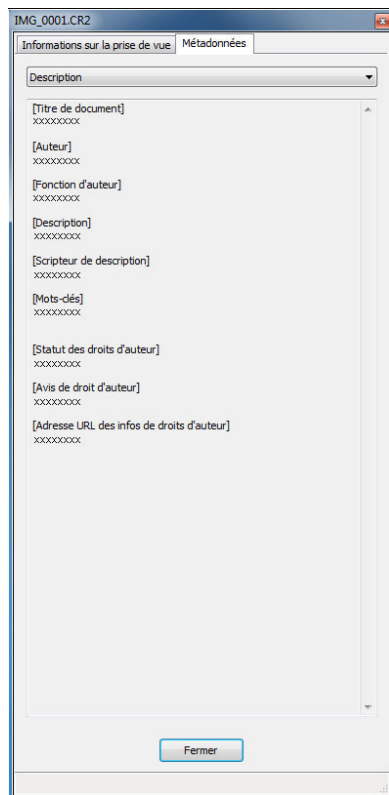 IMG_0001.CR2
Informations sur la prise de vue Métadonnées
Description
[Titre de document]
xxxxxxxx
[Auteur]
xxxxxxxx
[Fonction d'auteur]
xxxxxxxx
[Description]
xxxxxxxx
[Scripteur de description]
xxxxxxxx
[Mots-clés]
xxxxxxxx
[Statut des droits d'auteur]
xxxxxxxx
[Avis de droit d'auteur]
xxxxxxxx
[Adresse URL des infos de droits d'auteur]
xxxxxxxx
Fermer